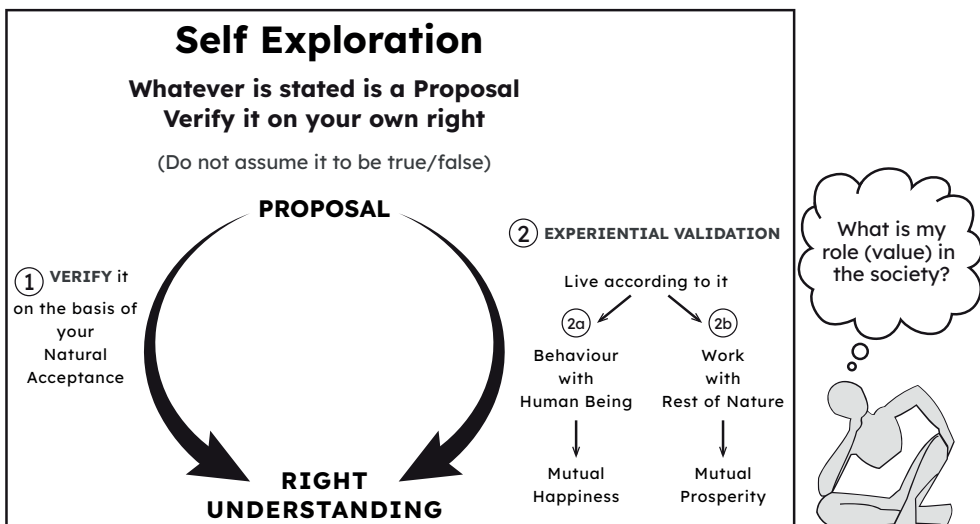 Self Exploration
Whatever is stated is a Proposal
Verify it on your own right
(Do not assume it to be true/false)
PROPOSAL
1 VERIFY it
on the basis of
your
Natural
Acceptance
2 EXPERIENTIAL VALIDATION
Live according to it
2a
Behaviour
with
Human Being
Mutual
Happiness
2b
Work
with
Rest of Nature
Mutual
Prosperity
RIGHT
UNDERSTANDING
What is my
role (value) in
the society?